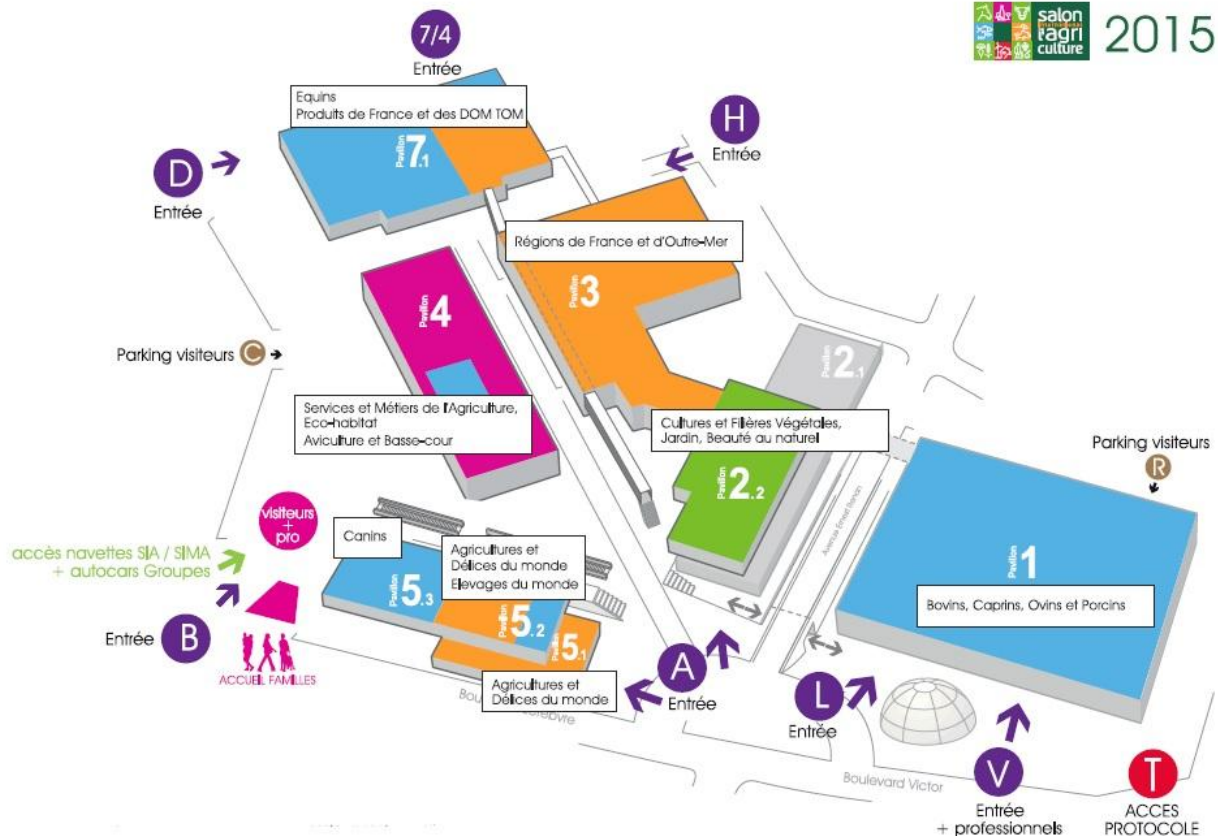 salon
international
de
l'agri
culture
2015
7/4
Entrée
Equins
Produits de France et des DOM TOM
Pavillon
7.1
H
Entrée
D
Entrée
Régions de France et d'Outre-Mer
Pavillon
3
Pavillon
4
Pavillon
2.1
Parking visiteurs C
Services et Métiers de l'Agriculture,
Eco-habitat
Aviculture et Basse-cour
Cultures et Filières Végétales,
Jardin, Beauté au naturel
Pavillon
2.2
Parking visiteurs
R
Avenue Ernest Renan
visiteurs
+
pro
accès navettes SIA / SIMA
+ autocars Groupes
Canins
Agricultures et
Délices du monde
Elevages du monde
Pavillon
5.3
Pavillon
5.2
5.1
Pavillon
1
Bovins, Caprins, Ovins et Porcins
Entrée B
ACCUEIL FAMILLES
Agricultures et
Délices du monde
A
Entrée
L
Entrée
Boulevard Victor
V
Entrée
+ professionnels
T
ACCES
PROTOCOLE